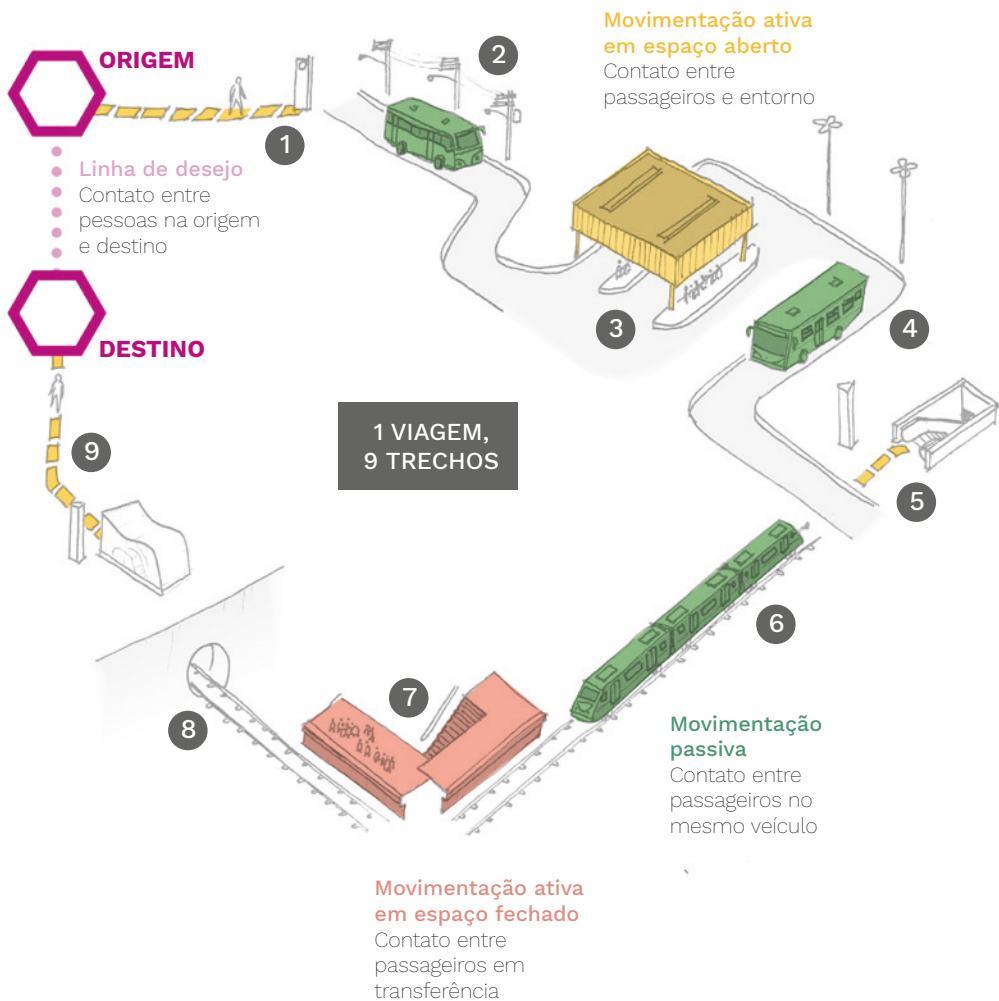 ORIGEM
1
2
Movimentação ativa
em espaço aberto
Contato entre
passageiros e entorno
Linha de desejo
Contato entre
pessoas na origem
e destino
3
4
DESTINO
1 VIAGEM,
9 TRECHOS
9
5
6
7
8
Movimentação
passiva
Contato entre
passageiros no
mesmo veículo
Movimentação ativa
em espaço fechado
Contato entre
passageiros em
transferência